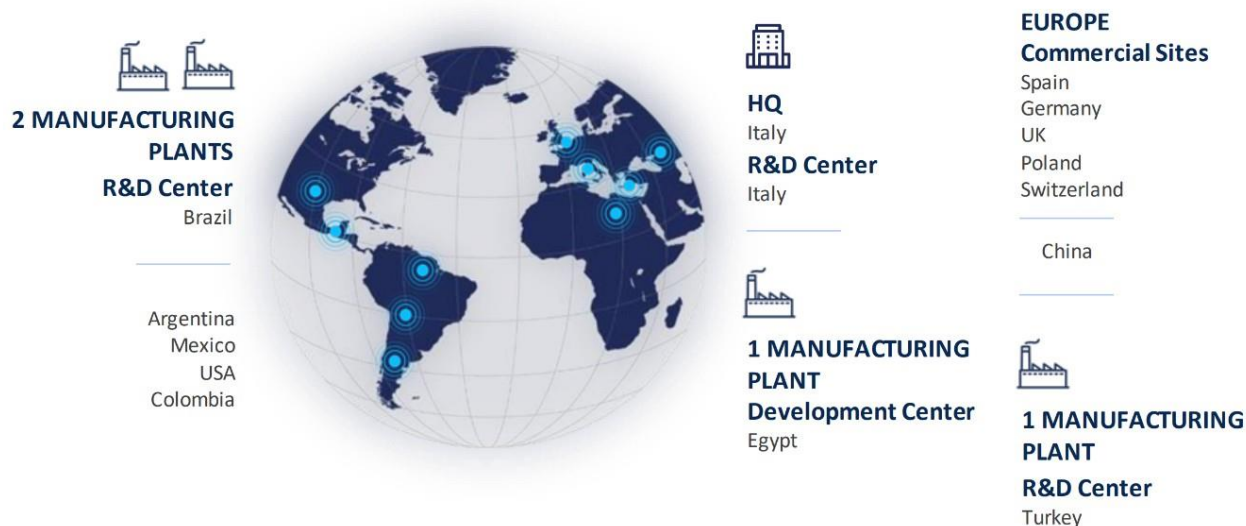 2 MANUFACTURING
PLANTS
R&D Center
Brazil
Argentina
Mexico
USA
Colombia
HQ
Italy
R&D Center
Italy
1 MANUFACTURING
PLANT
Development Center
Egypt
EUROPE
Commercial Sites
Spain
Germany
UK
Poland
Switzerland
China
1 MANUFACTURING
PLANT
R&D Center
Turkey